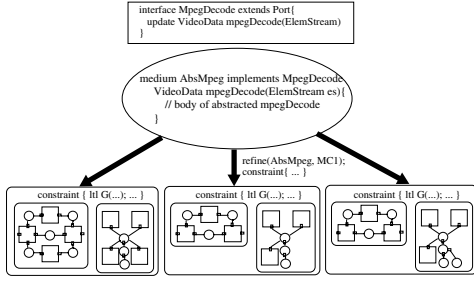 interface MpegDecode extends Port{
update VideoData mpegDecode(ElemStream)
}
medium AbsMpeg implements MpegDecode
VideoData mpegDecode(ElemStream es){
// body of abstracted mpegDecode
}
refine(AbsMpeg, MC1);
constraint{ ... }
constraint { ltl G(...); ... }
constraint { ltl G(...); ... }
constraint { ltl G(...); ... }